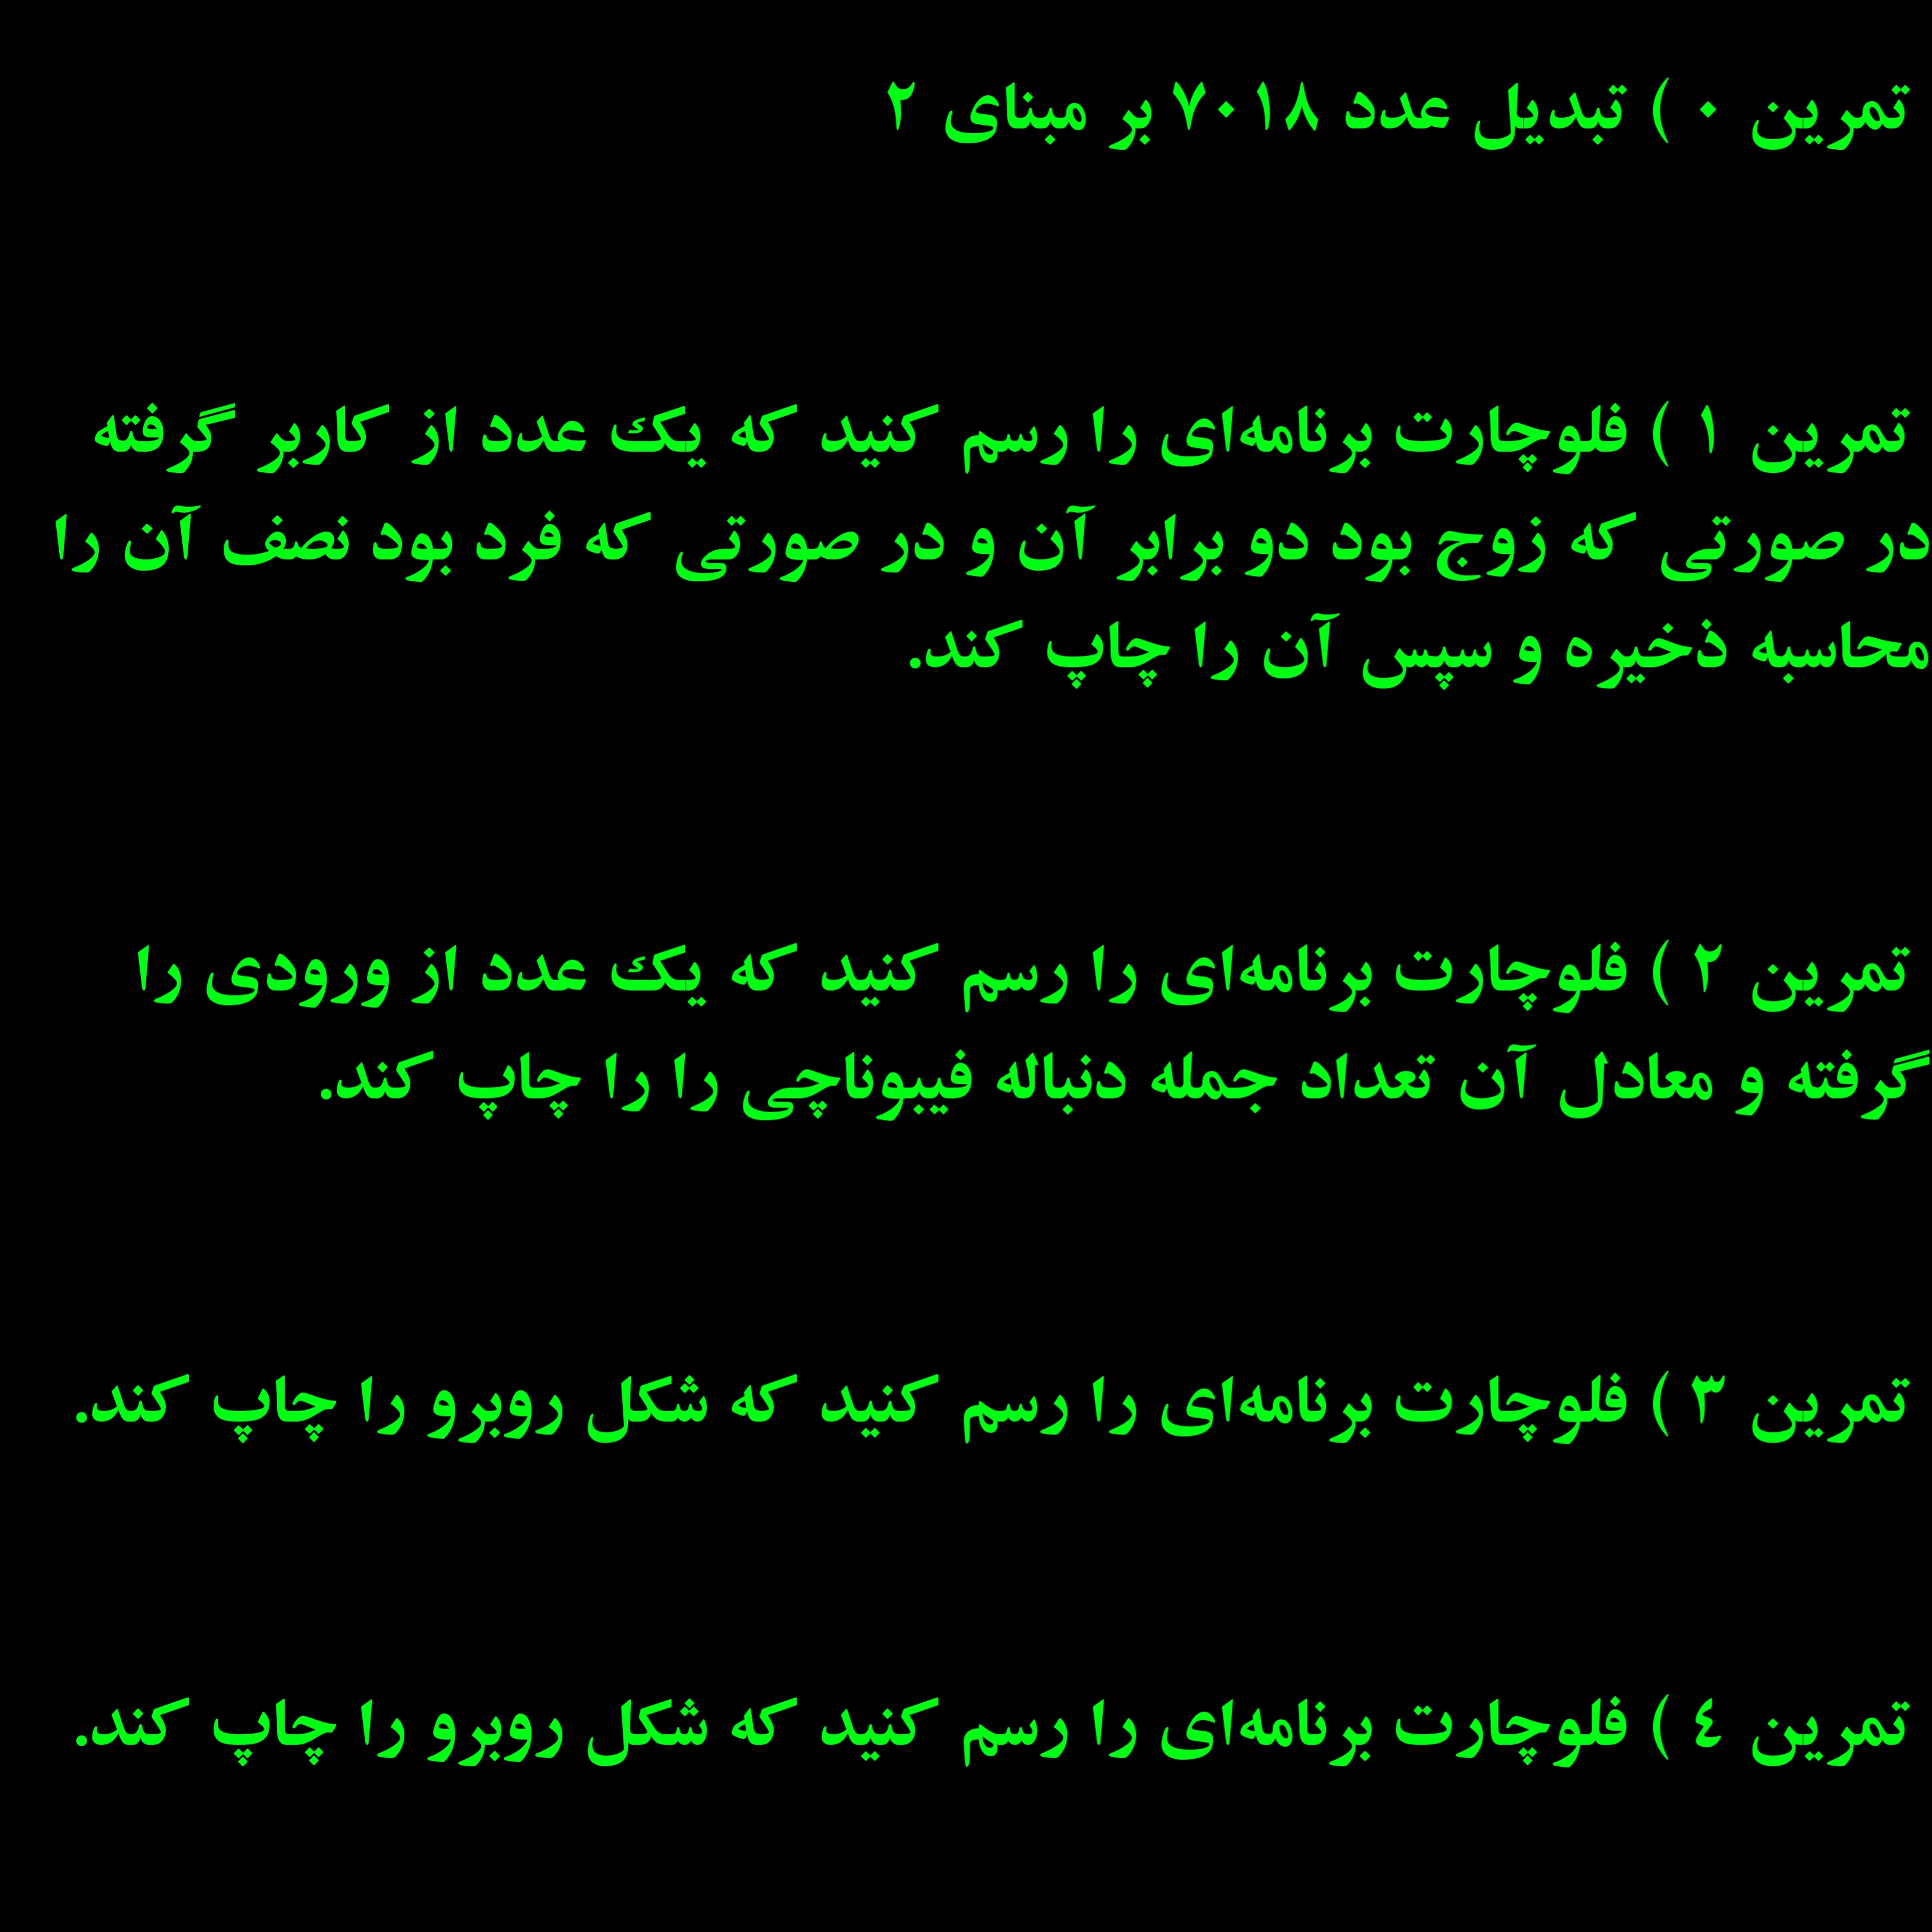 تمرین ۰ ) تبدیل عدد ۷۰۱۸بر مبنای ۲
تمرین ۱ ) فلوچارت برنامه‌ای را رسم کنید که یک عدد از کاربر گرفته
در صورتی که زوج بود دو برابر آن و در صورتی که فرد بود نصف آن را
محاسبه ذخیره و سپس آن را چاپ کند.
تمرین ۲ ) فلوچارت برنامه‌ای را رسم کنید که یک عدد از ورودی را
گرفته و معادل آن تعداد جمله دنباله فیبوناچی را را چاپ کند.
تمرین ۳ ) فلوچارت برنامه‌ای را رسم کنید که شکل روبرو را چاپ کند.
تمرین ٤ ) فلوچارت برنامه‌ای را رسم کنید که شکل روبرو را چاپ کند.